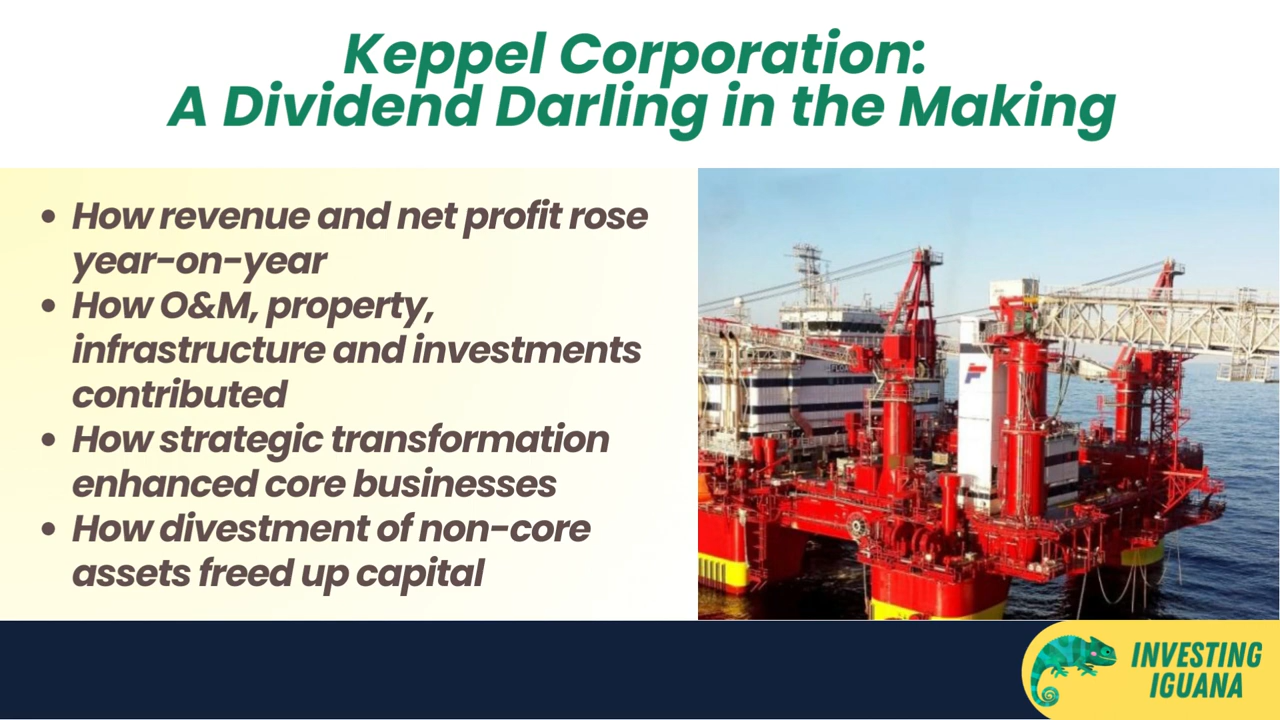 Keppel Corporation:
A Dividend Darling in the Making
• How revenue and net profit rose
year-on-year
• How O&M, property,
infrastructure and investments
contributed
• How strategic transformation
enhanced core businesses
• How divestment of non-core
assets freed up capital
INVESTING
IGUANA